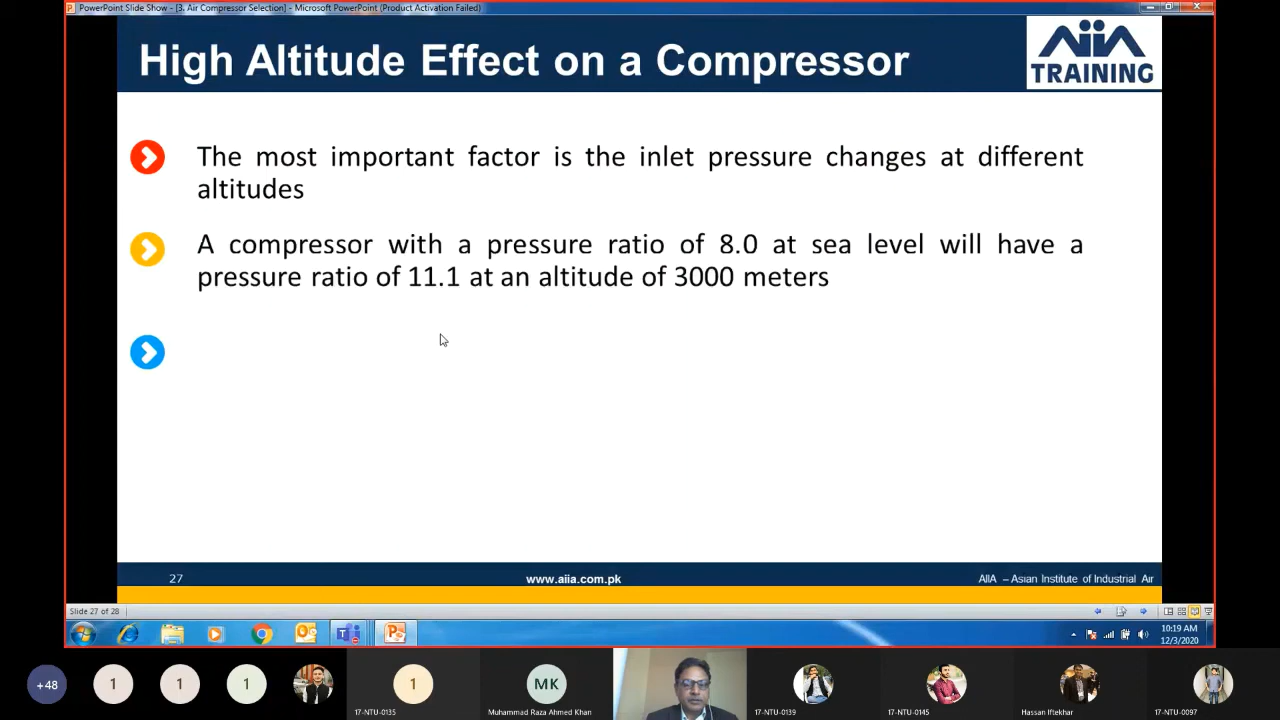 PowerPoint Slide Show - [3. Air Compressor Selection] - Microsoft PowerPoint (Product Activation Failed)
High Altitude Effect on a Compressor
AiiA
TRAINING
The most important factor is the inlet pressure changes at different
altitudes
A compressor with a pressure ratio of 8.0 at sea level will have a
pressure ratio of 11.1 at an altitude of 3000 meters
27
www.aiia.com.pk
AIIA – Asian Institute of Industrial Air
Slide 27 of 28
10:19 AM
12/3/2020
+48
1
1
1
1
MK
17-NTU-0135
Muhammad Raza Ahmed Khan
17-NTU-0139
17-NTU-0145
Hassan Iftekhar
17-NTU-0097